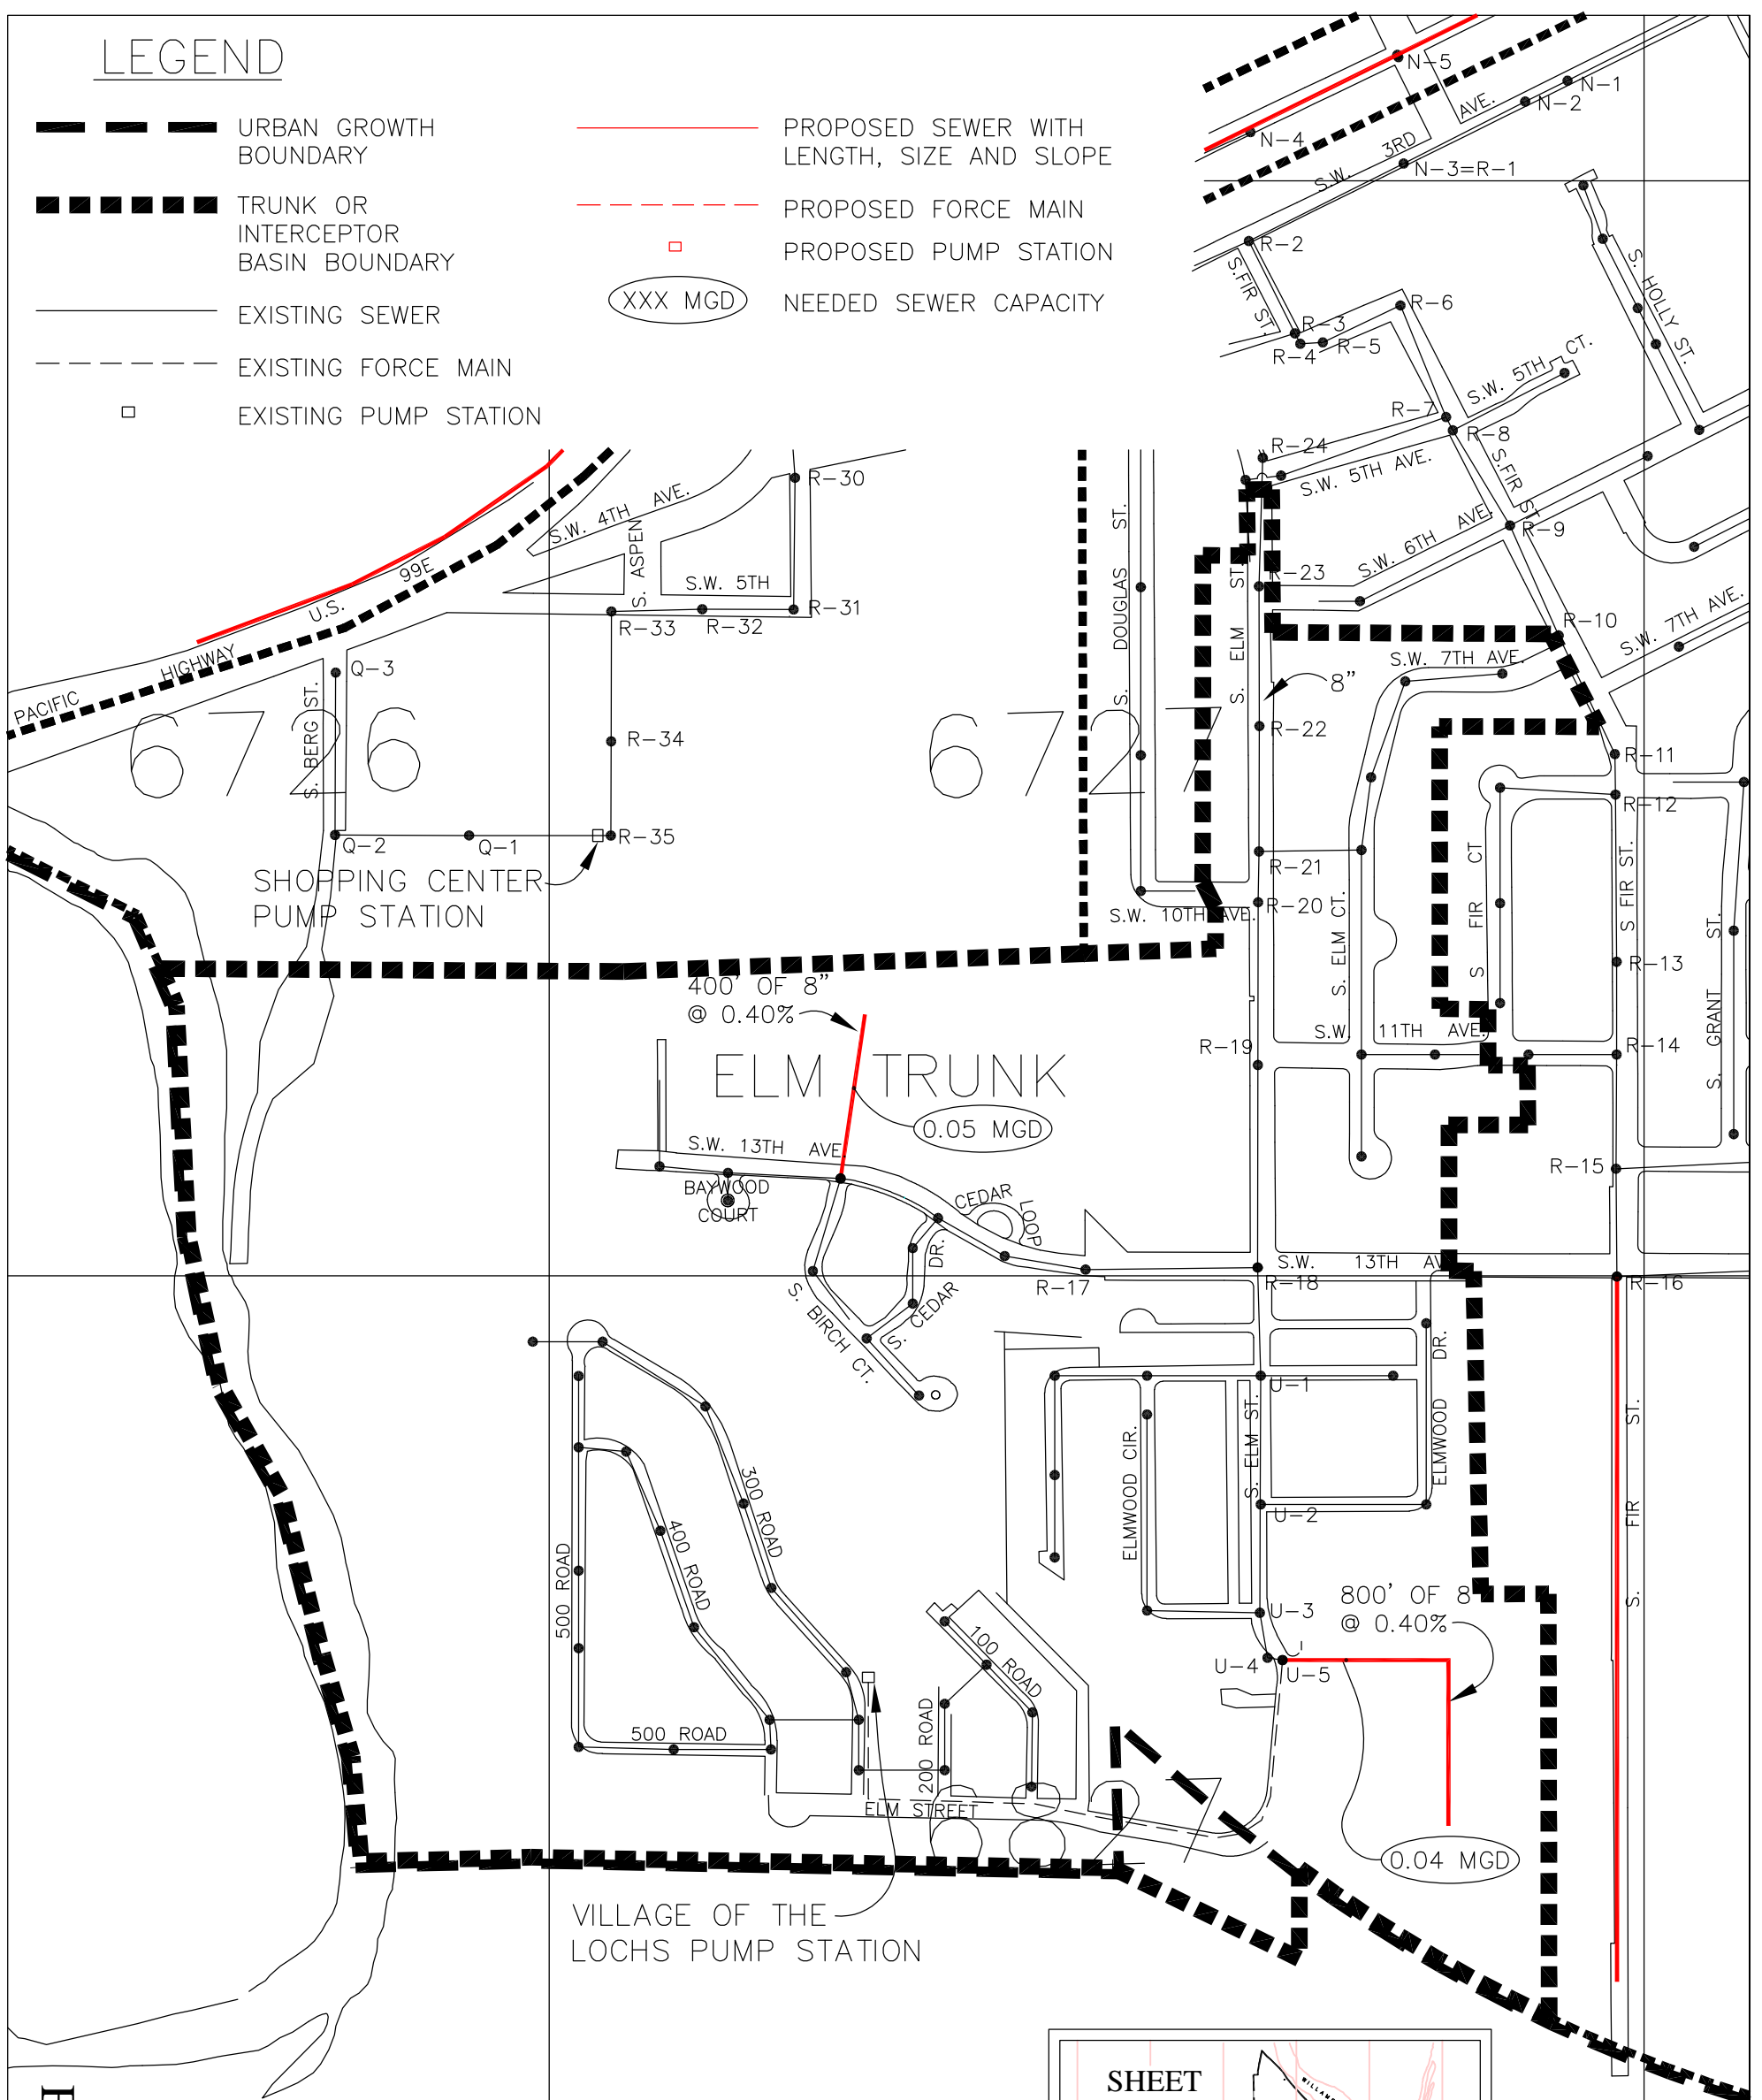 LEGEND
URBAN GROWTH
BOUNDARY
TRUNK OR
INTERCEPTOR
BASIN BOUNDARY
EXISTING SEWER
EXISTING FORCE MAIN
EXISTING PUMP STATION
PROPOSED SEWER WITH
LENGTH, SIZE AND SLOPE
PROPOSED FORCE MAIN
PROPOSED PUMP STATION
XXX MGD
NEEDED SEWER CAPACITY
N-5
N-1
N-2
AVE.
N-4
3RD
S.W.
N-3=R-1
R-2
S.FIR ST.
S. HOLLY ST.
R-6
R-3
R-5
R-4
S.W. 5TH CT.
R-7
R-8
R-24
S.W. 5TH AVE.
S.FIR ST.
R-30
S.W. 4TH AVE.
S. ASPEN
S. DOUGLAS ST.
R-9
S.W. 6TH AVE.
99E
U.S.
HIGHWAY
PACIFIC
S.W. 5TH
R-31
R-32
R-33
R-23
S. ELM ST.
R-10
S.W. 7TH AVE.
S.W. 7TH AVE.
Q-3
S. BERG ST.
8"
6726
6727
R-34
R-22
R-11
R-12
Q-2
Q-1
R-35
SHOPPING CENTER
PUMP STATION
R-21
R-20
S.W. 10TH AVE.
S. ELM CT.
S FIR CT
S FIR ST.
S. GRANT ST.
R-13
400' OF 8"
@ 0.40%
S.W. 11TH AVE.
R-14
R-19
ELM TRUNK
0.05 MGD
S.W. 13TH AVE.
R-15
BAYWOOD
COURT
CEDAR LOOP
DR.
S. CEDAR
S. BIRCH CT.
R-17
R-18
S.W. 13TH AV
R-16
U-1
ELMWOOD DR.
S. ELM ST.
ELMWOOD CIR.
U-2
S. FIR ST.
300 ROAD
400 ROAD
500 ROAD
800' OF 8"
@ 0.40%
U-3
U-4
U-5
100 ROAD
200 ROAD
500 ROAD
ELM STREET
0.04 MGD
VILLAGE OF THE
LOCHS PUMP STATION
SHEET